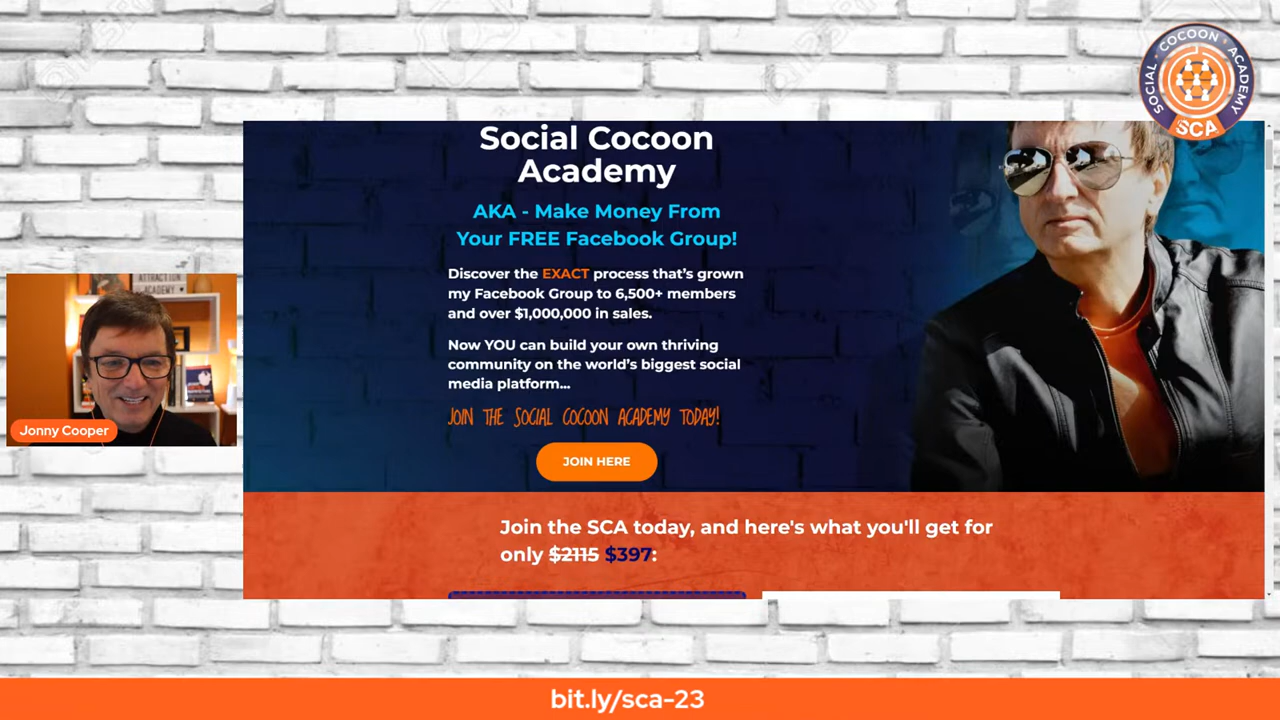 SOCIAL COCOON ACADEMY
SCA
Social Cocoon
Academy
AKA - Make Money From
Your FREE Facebook Group!
Discover the EXACT process that's grown
my Facebook Group to 6,500+ members
and over $1,000,000 in sales.
Now YOU can build your own thriving
community on the world's biggest social
media platform...
JOIN THE SOCIAL COCOON ACADEMY TODAY!
JOIN HERE
ATTRACTION
ACADEMY
Jonny Cooper
Join the SCA today, and here's what you'll get for
only $2115 $397:
bit.ly/sca-23